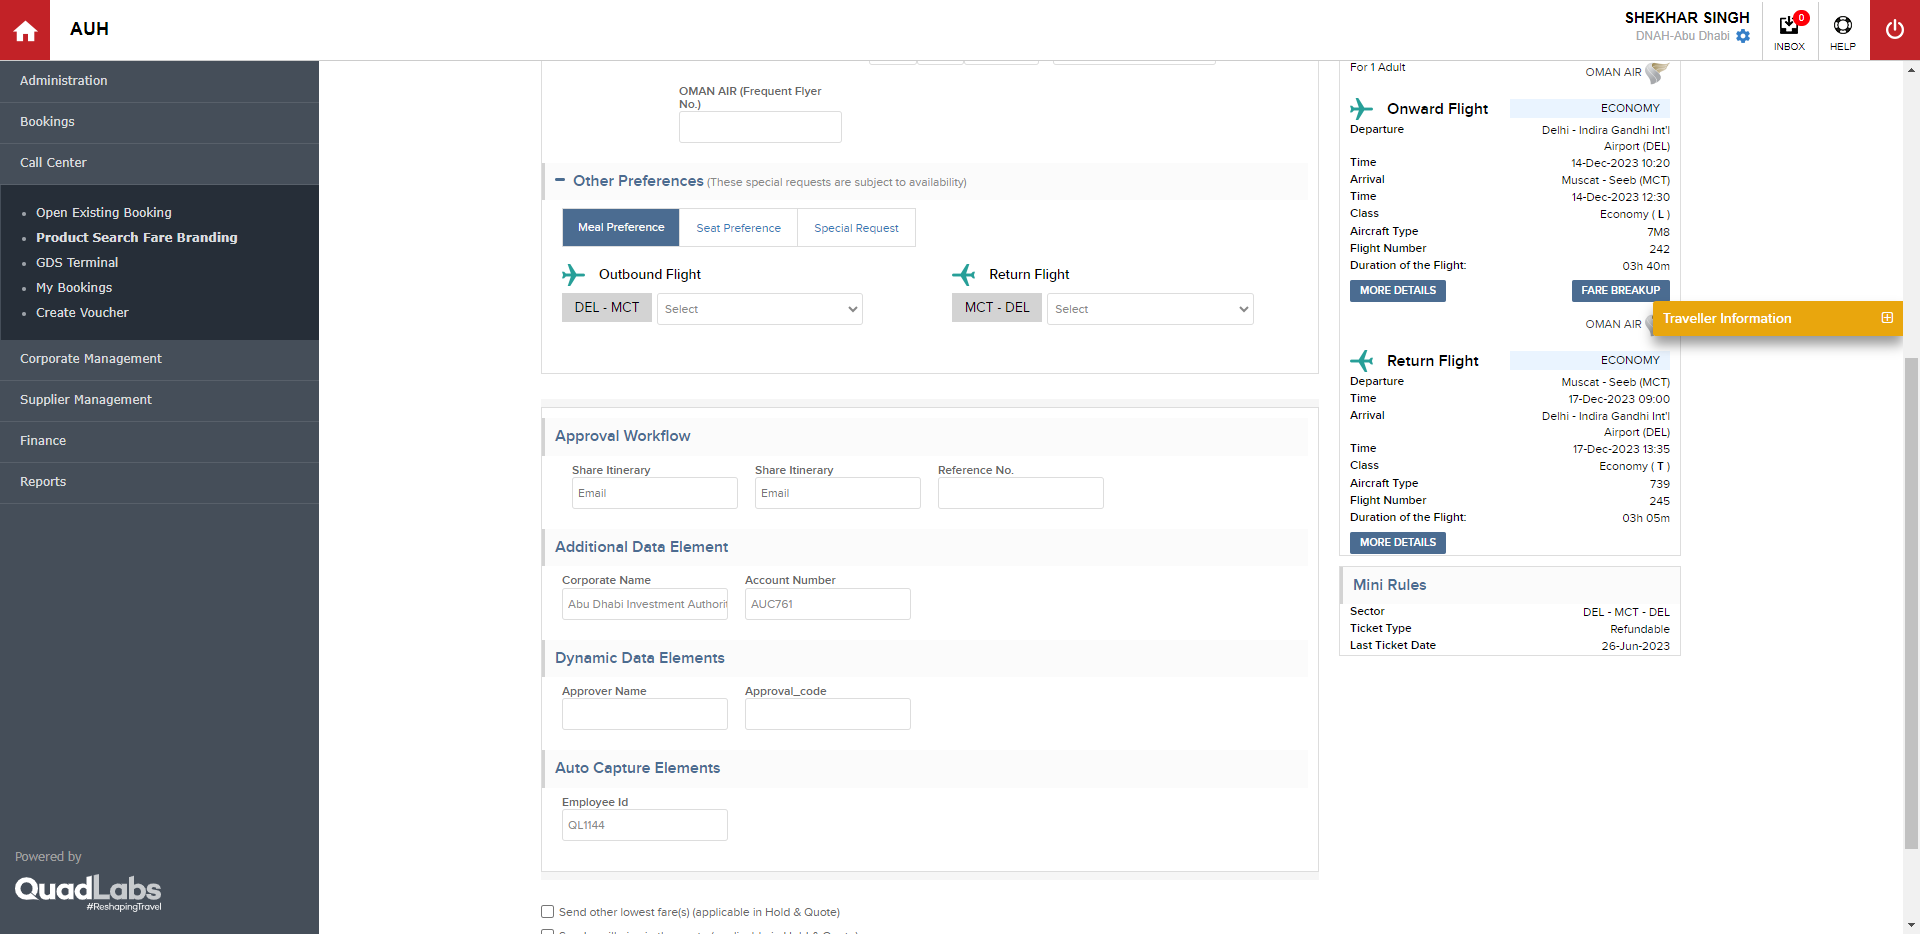 AUH
SHEKHAR SINGH
DNAH-Abu Dhabi
0
INBOX
HELP
Administration
Bookings
Call Center
Open Existing Booking
Product Search Fare Branding
GDS Terminal
My Bookings
Create Voucher
Corporate Management
Supplier Management
Finance
Reports
Powered by
QuadLabs
#ReshapingTravel
OMAN AIR (Frequent Flyer
No.)
Other Preferences (These special requests are subject to availability)
Meal Preference
Seat Preference
Special Request
Outbound Flight
Return Flight
DEL - MCT
Select
MCT - DEL
Select
Approval Workflow
Share Itinerary
Share Itinerary
Reference No.
Email
Email
Additional Data Element
Corporate Name
Account Number
Abu Dhabi Investment Authorit
AUC761
Dynamic Data Elements
Approver Name
Approval_code
Auto Capture Elements
Employee Id
QL1144
Send other lowest fare(s) (applicable in Hold & Quote)
For 1 Adult
OMAN AIR
Onward Flight
ECONOMY
Departure
Delhi - Indira Gandhi Int'l
Airport (DEL)
Time
14-Dec-2023 10:20
Arrival
Muscat - Seeb (MCT)
Time
14-Dec-2023 12:30
Class
Economy ( L )
Aircraft Type
7M8
Flight Number
242
Duration of the Flight:
03h 40m
MORE DETAILS
FARE BREAKUP
Traveller Information
OMAN AIR
Return Flight
ECONOMY
Departure
Muscat - Seeb (MCT)
Time
17-Dec-2023 09:00
Arrival
Delhi - Indira Gandhi Int'l
Airport (DEL)
Time
17-Dec-2023 13:35
Class
Economy ( T )
Aircraft Type
739
Flight Number
245
Duration of the Flight:
03h 05m
MORE DETAILS
Mini Rules
Sector
DEL - MCT - DEL
Ticket Type
Refundable
Last Ticket Date
26-Jun-2023